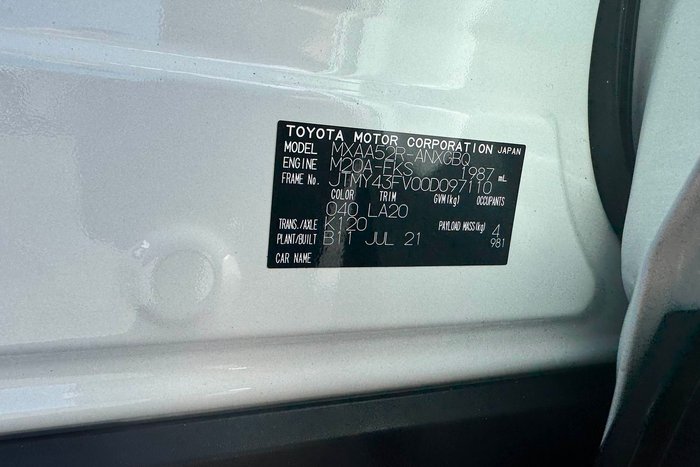 TOYOTA MOTOR CORPORATION JAPAN
MODEL MXAA52R-ANXGBQ
ENGINE M20A-FKS 1987 mL
FRAME No. JTMY43FV00D097110
COLOR TRIM GVM(kg) OCCUPANTS
040 LA20
TRANS./AXLE K120 PAYLOAD MASS(kg) 4
PLANT/BUILT B11 JUL 21 981
CAR NAME